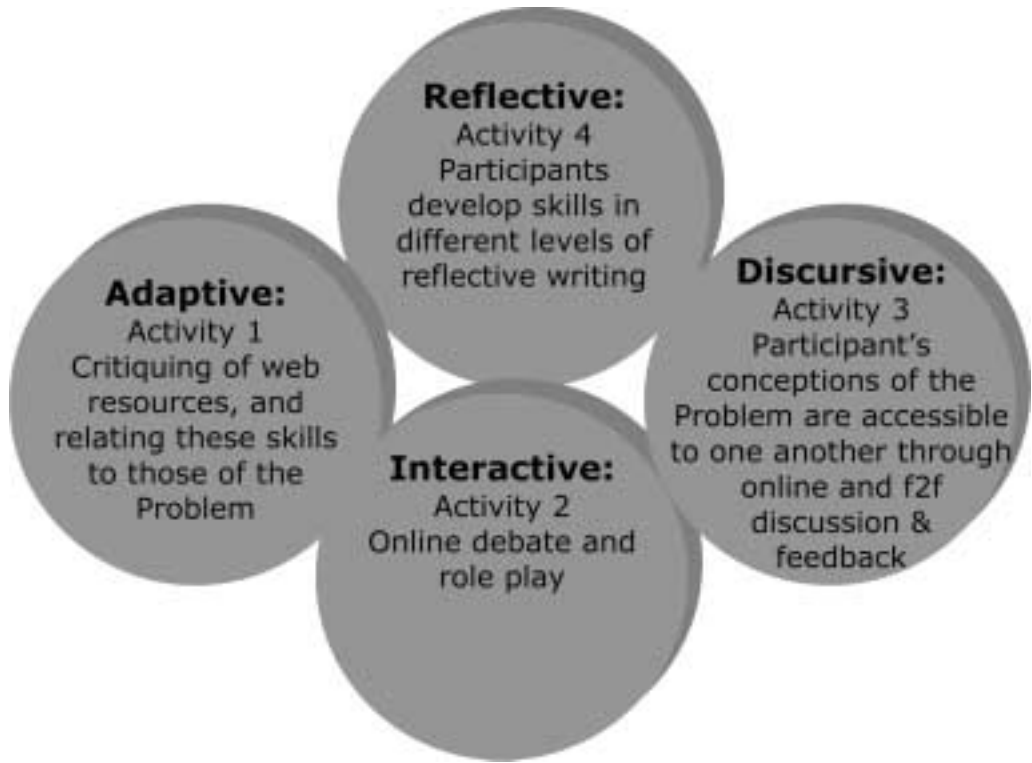 Reflective:
Activity 4
Participants
develop skills in
different levels of
reflective writing
Adaptive:
Activity 1
Critiquing of web
resources, and
relating these skills
to those of the
Problem
Interactive:
Activity 2
Online debate and
role play
Discursive:
Activity 3
Participant's
conceptions of the
Problem are accessible
to one another through
online and f2f
discussion &
feedback